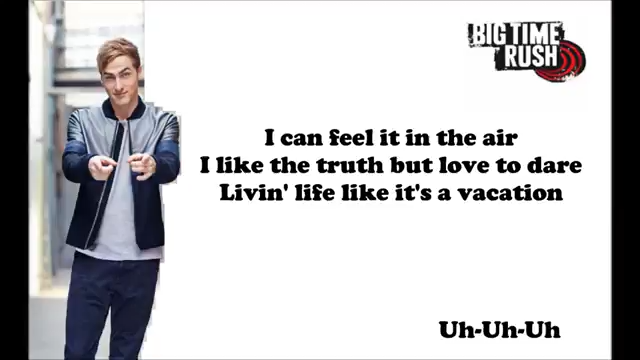 BIG TIME
RUSH
I can feel it in the air
I like the truth but love to dare
Livin' life like it's a vacation
Uh-Uh-Uh